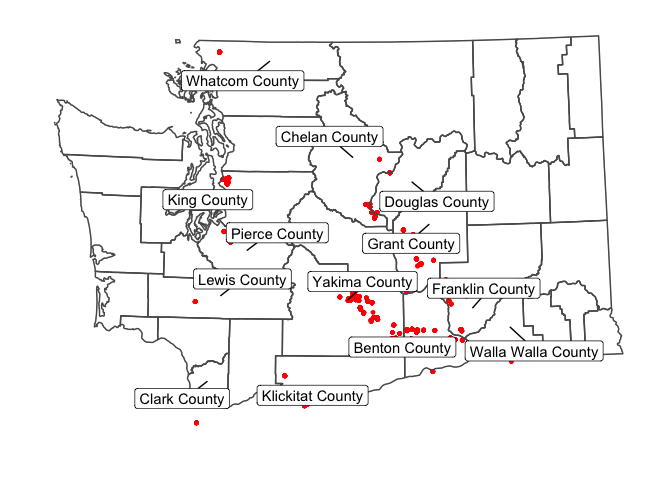 Whatcom County
Chelan County
King County
Douglas County
Pierce County
Grant County
Lewis County
Yakima County
Franklin County
Benton County
Walla Walla County
Clark County
Klickitat County